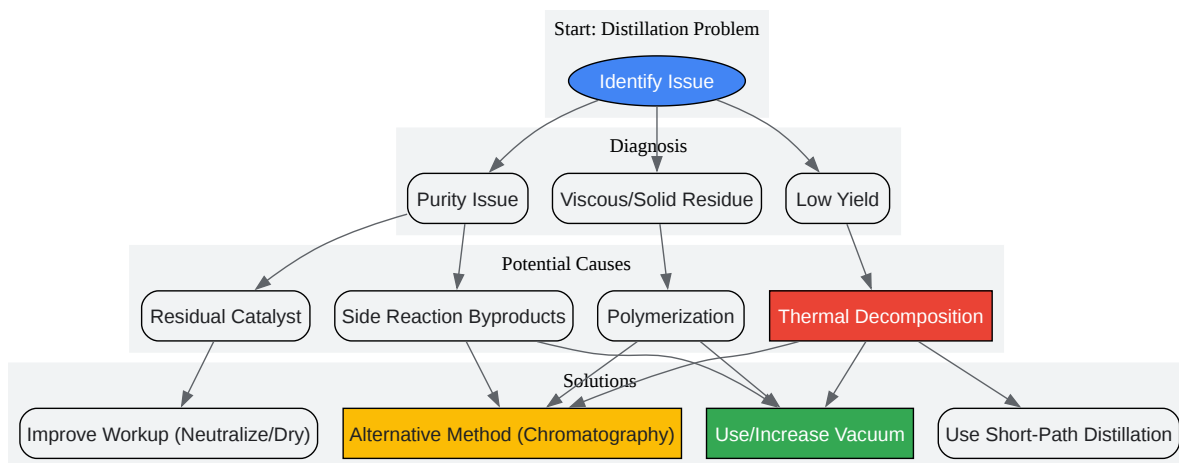 Start: Distillation Problem
Identify Issue
Diagnosis
Purity Issue
Viscous/Solid Residue
Low Yield
Potential Causes
Residual Catalyst
Side Reaction Byproducts
Polymerization
Thermal Decomposition
Solutions
Improve Workup (Neutralize/Dry)
Alternative Method (Chromatography)
Use/Increase Vacuum
Use Short-Path Distillation